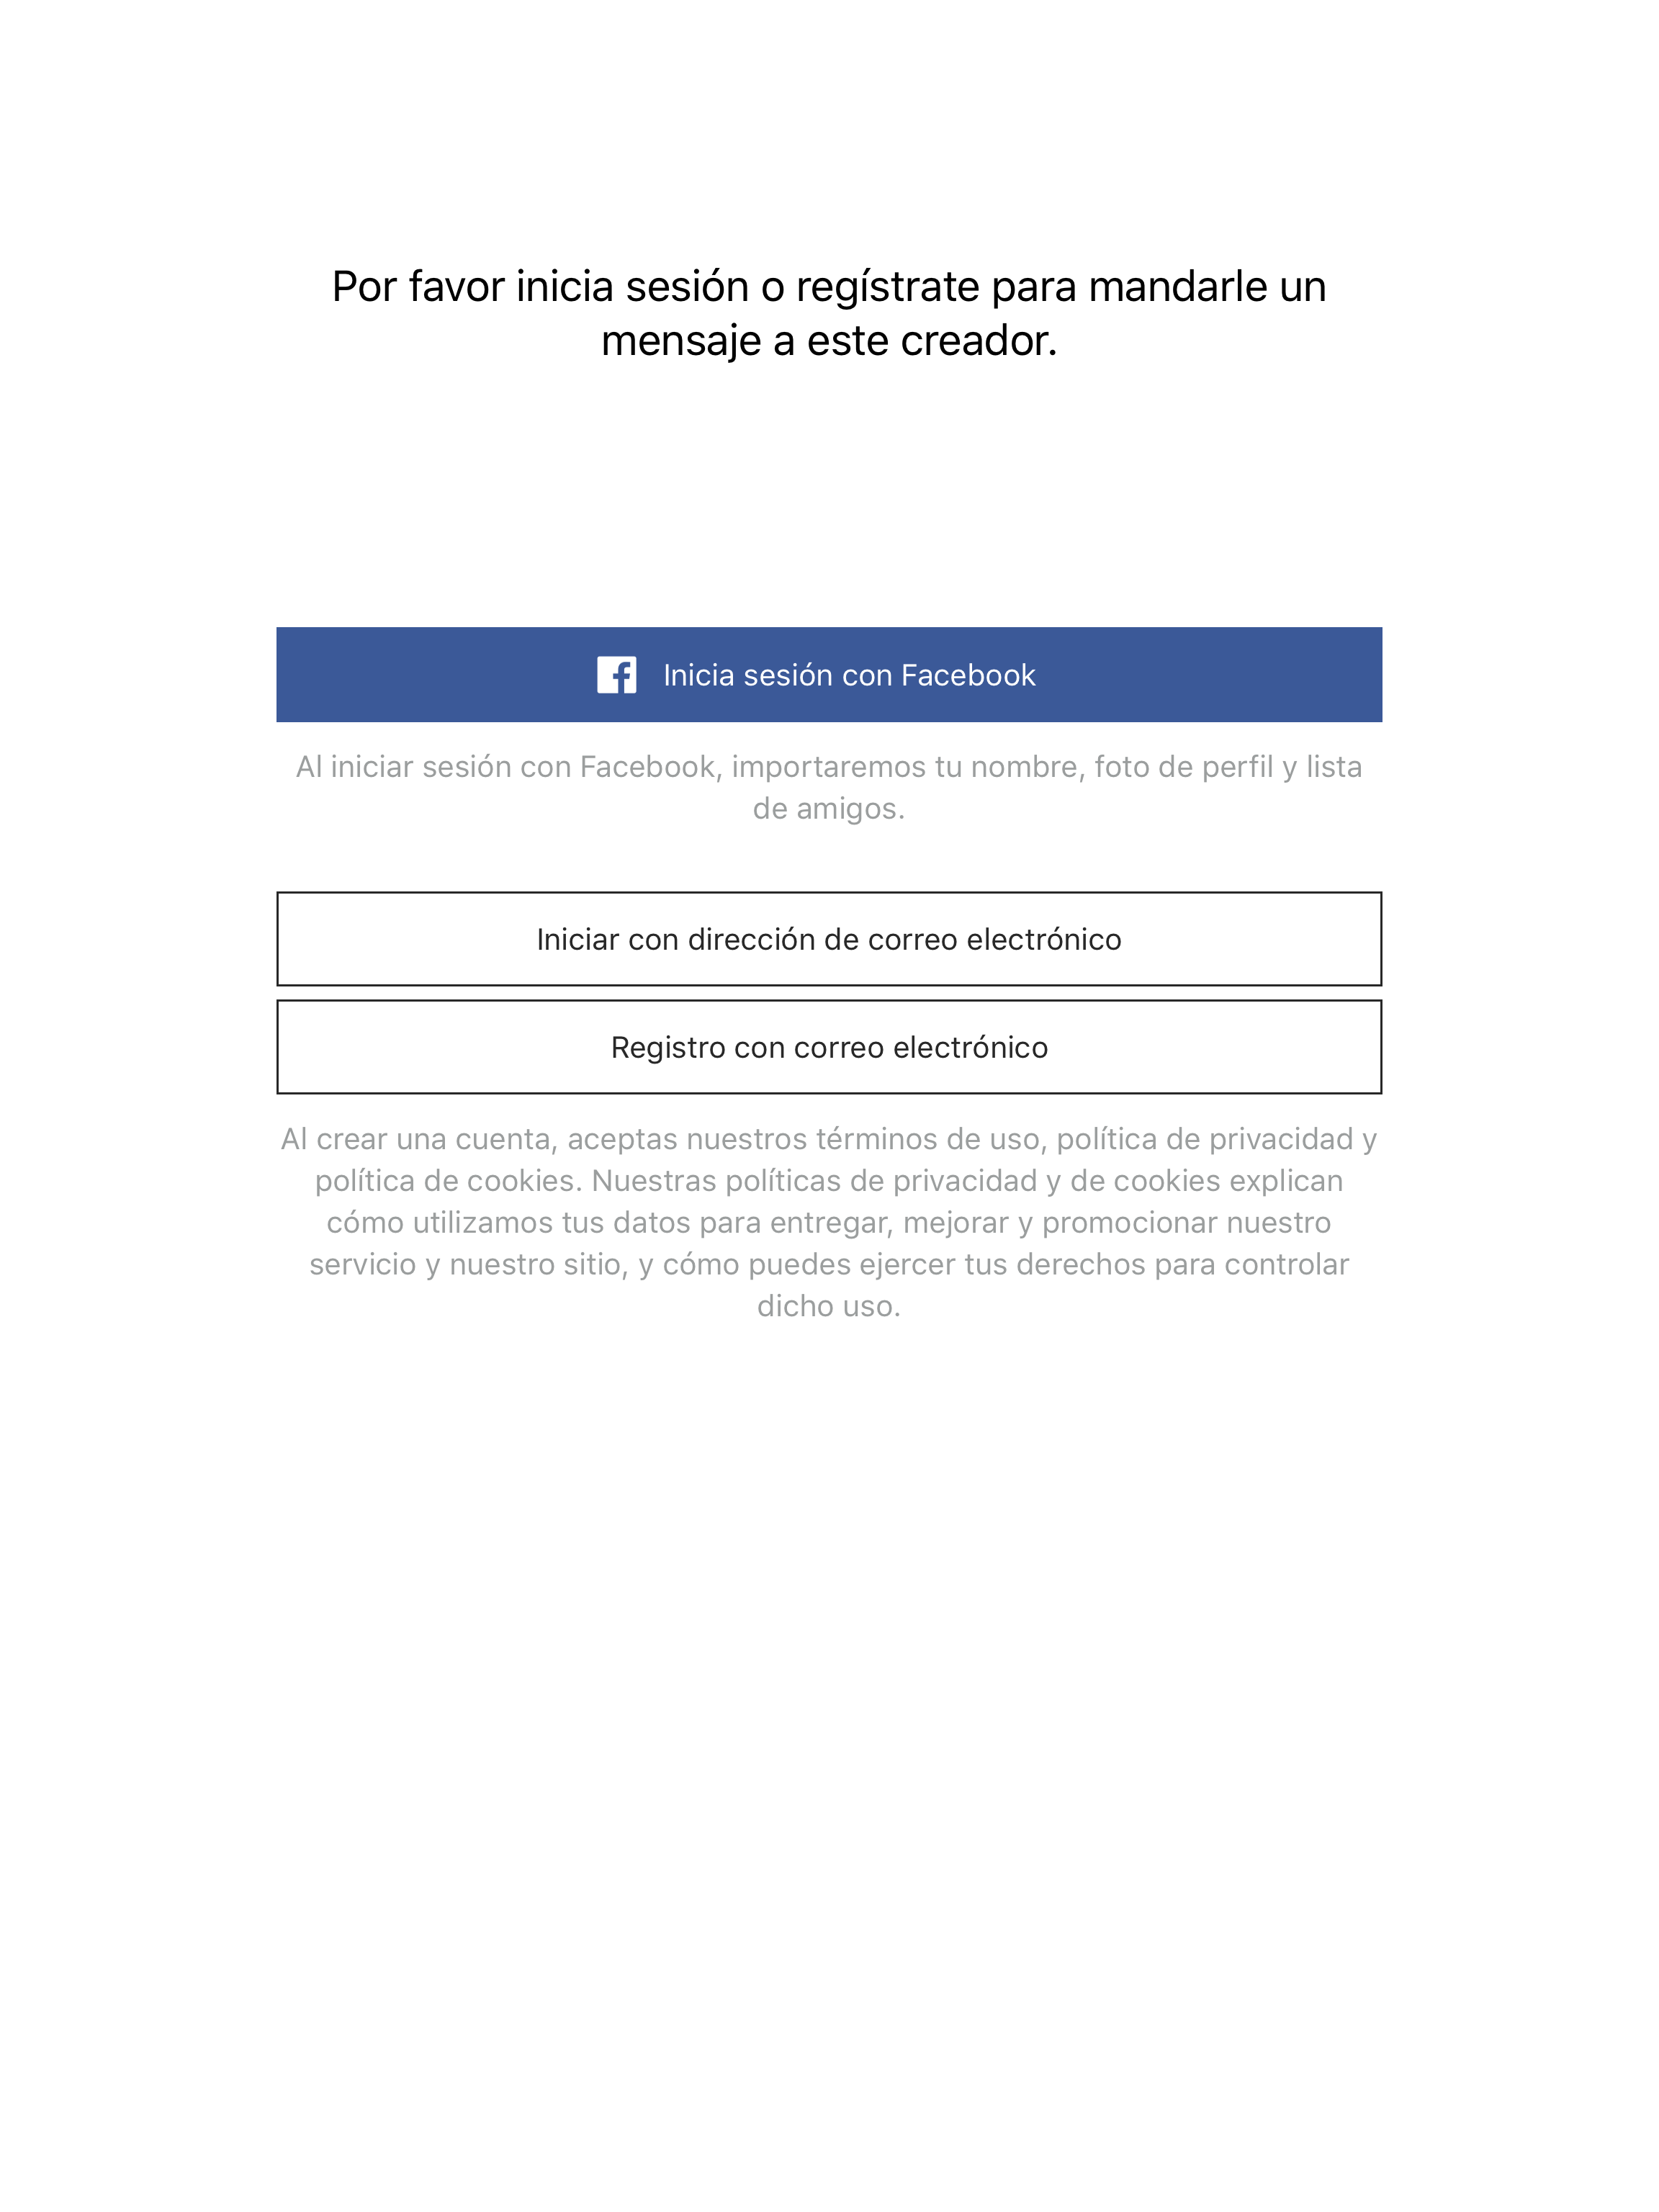 Por favor inicia sesión o regístrate para mandarle un
mensaje a este creador.
Inicia sesión con Facebook
Al iniciar sesión con Facebook, importaremos tu nombre, foto de perfil y lista
de amigos.
Iniciar con dirección de correo electrónico
Registro con correo electrónico
Al crear una cuenta, aceptas nuestros términos de uso, política de privacidad y
política de cookies. Nuestras políticas de privacidad y de cookies explican
cómo utilizamos tus datos para entregar, mejorar y promocionar nuestro
servicio y nuestro sitio, y cómo puedes ejercer tus derechos para controlar
dicho uso.